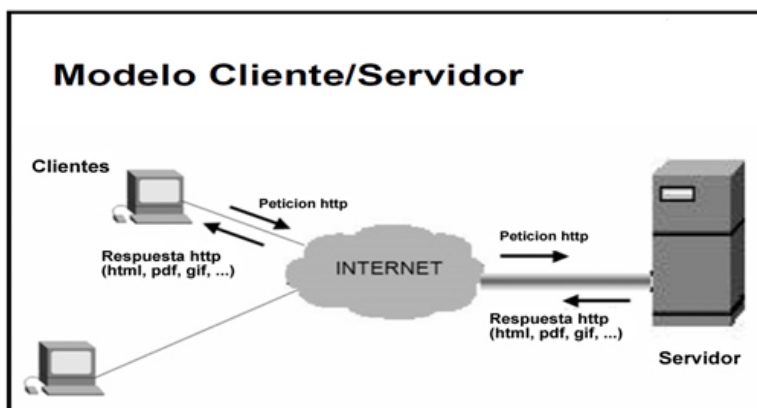 Modelo Cliente/Servidor
Clientes
Peticion http
Respuesta http
(html, pdf, gif, ...)
INTERNET
Peticion http
Respuesta http
(html, pdf, gif, ...)
Servidor